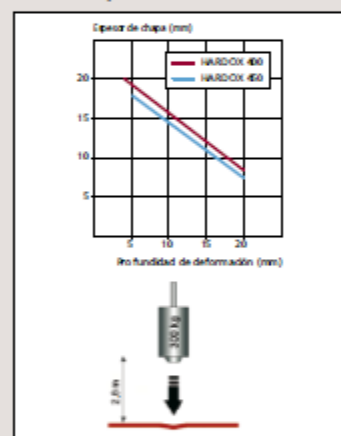 Espesor de chapa (mm)
HARDOX 400
HARDOX 450
20
15
10
5
5 10 15 20
Profundidad de deformación (mm)
300 kg
2,0 m